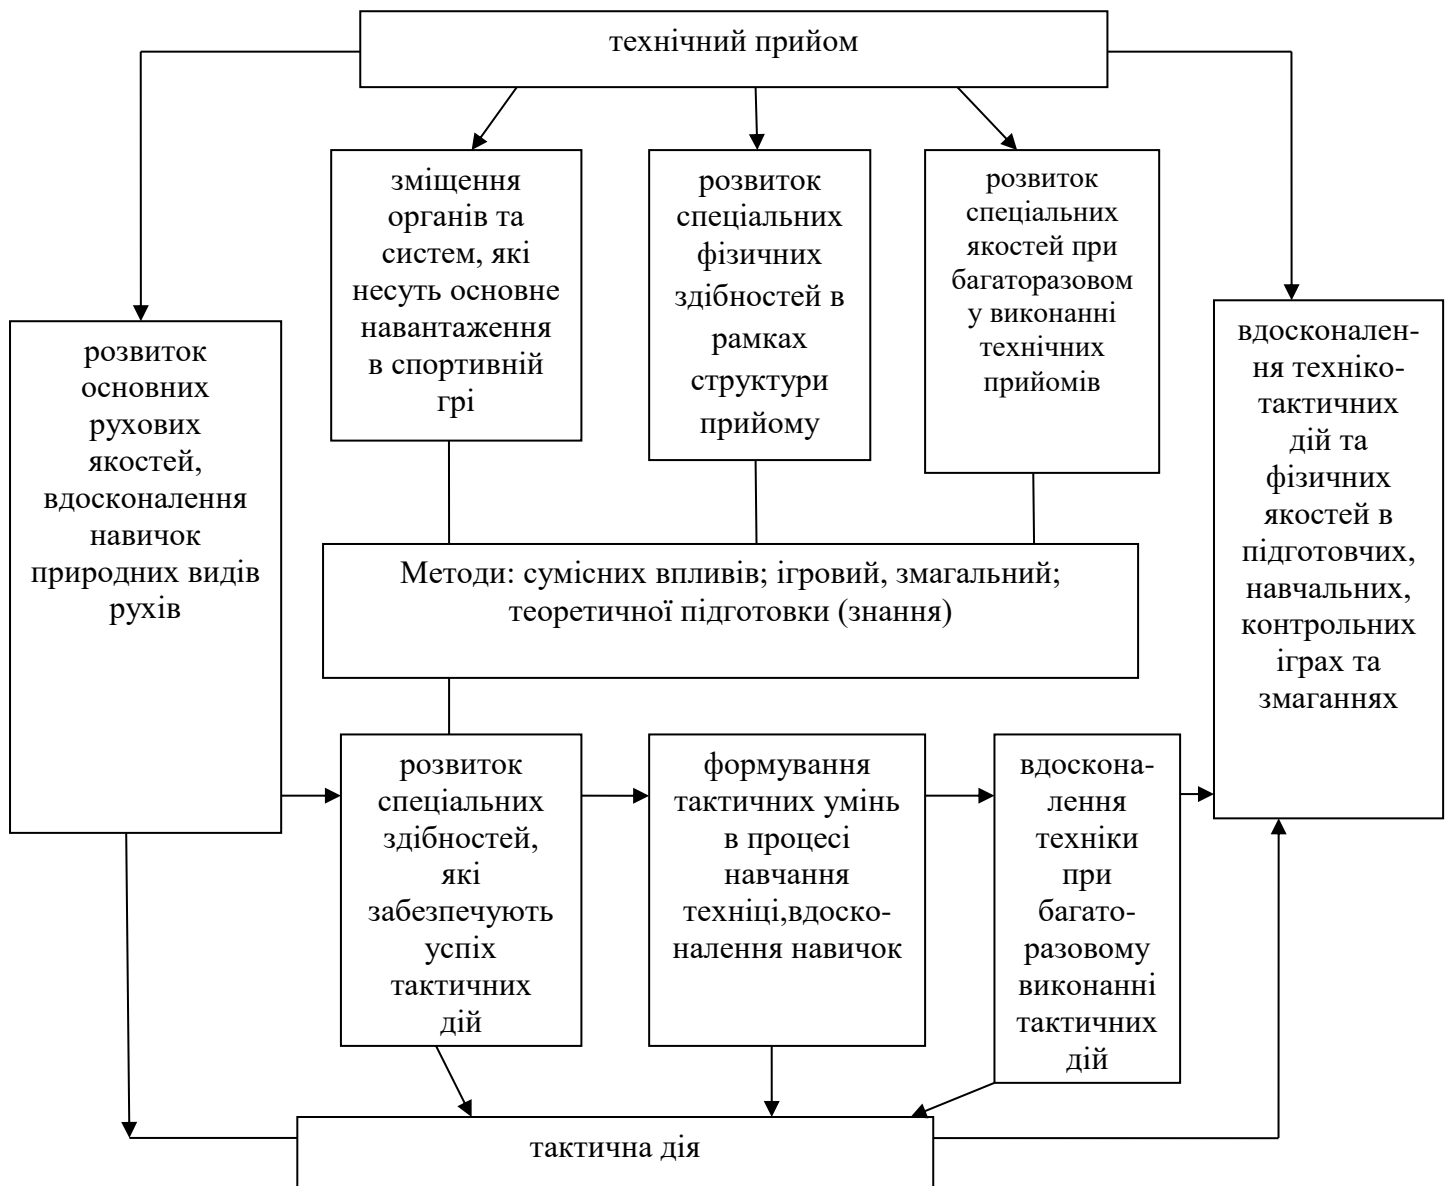 технічний прийом
зміщення
органів та
систем, які
несуть основне
навантаження
в спортивній
грі
розвиток
спеціальних
фізичних
здібностей в
рамках
структури
прийому
розвиток
спеціальних
якостей при
багаторазовом
у виконанні
технічних
прийомів
розвиток
основних
рухових
якостей,
вдосконалення
навичок
природних видів
рухів
вдосконален-
ня техніко-
тактичних
дій та
фізичних
якостей в
підготовчих,
навчальних,
контрольних
іграх та
змаганнях
Методи: сумісних впливів; ігровий, змагальний;
теоретичної підготовки (знання)
розвиток
спеціальних
здібностей,
які
забезпечують
успіх
тактичних
дій
формування
тактичних умінь
в процесі
навчання
техніці,вдоско-
налення навичок
вдоскона-
лення
техніки
при
багато-
разовому
виконанні
тактичних
дій
тактична дія